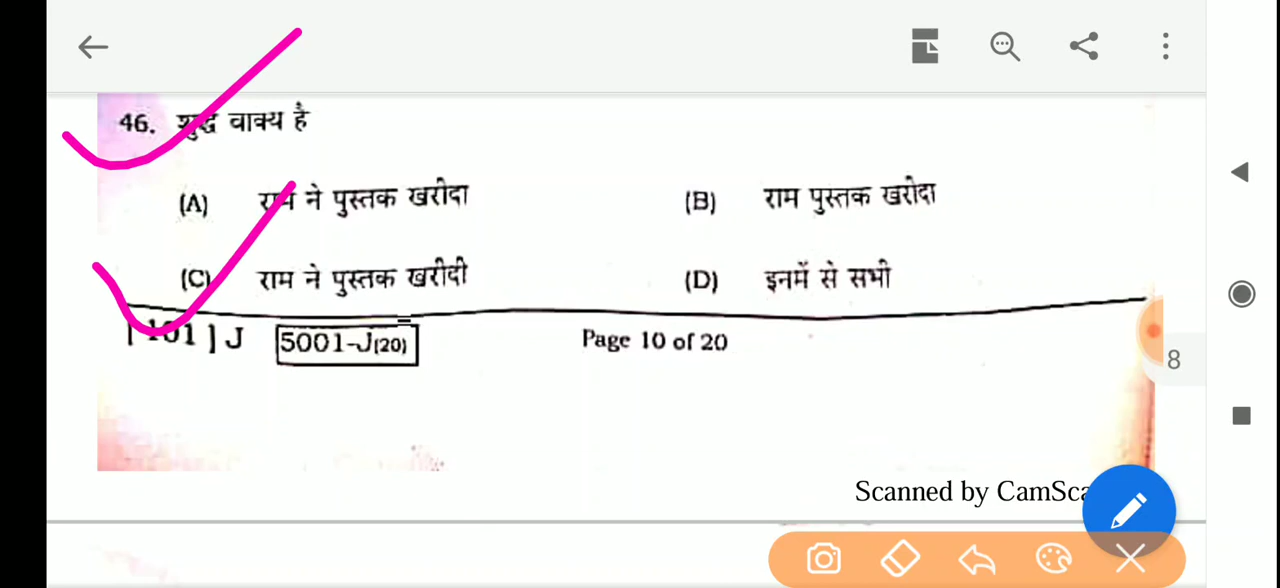 46. शुद्ध वाक्य है
(A) राम ने पुस्तक खरीदा
(B) राम पुस्तक खरीदा
(C) राम ने पुस्तक खरीदी
(D) इनमें से सभी
[ 101 ] J 5001-J(20) Page 10 of 20
8
Scanned by CamSca